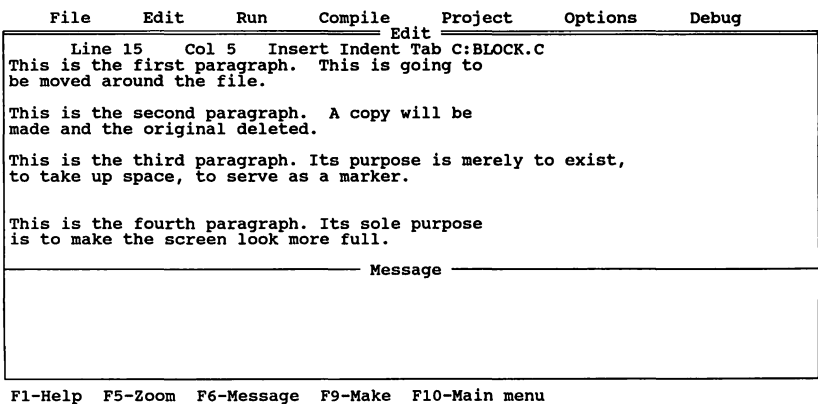 File Edit Run Compile Project Options Debug
Edit
Line 15 Col 5 Insert Indent Tab C:BLOCK.C
This is the first paragraph. This is going to
be moved around the file.
This is the second paragraph. A copy will be
made and the original deleted.
This is the third paragraph. Its purpose is merely to exist,
to take up space, to serve as a marker.
This is the fourth paragraph. Its sole purpose
is to make the screen look more full.
Message
F1-Help F5-Zoom F6-Message F9-Make F10-Main menu